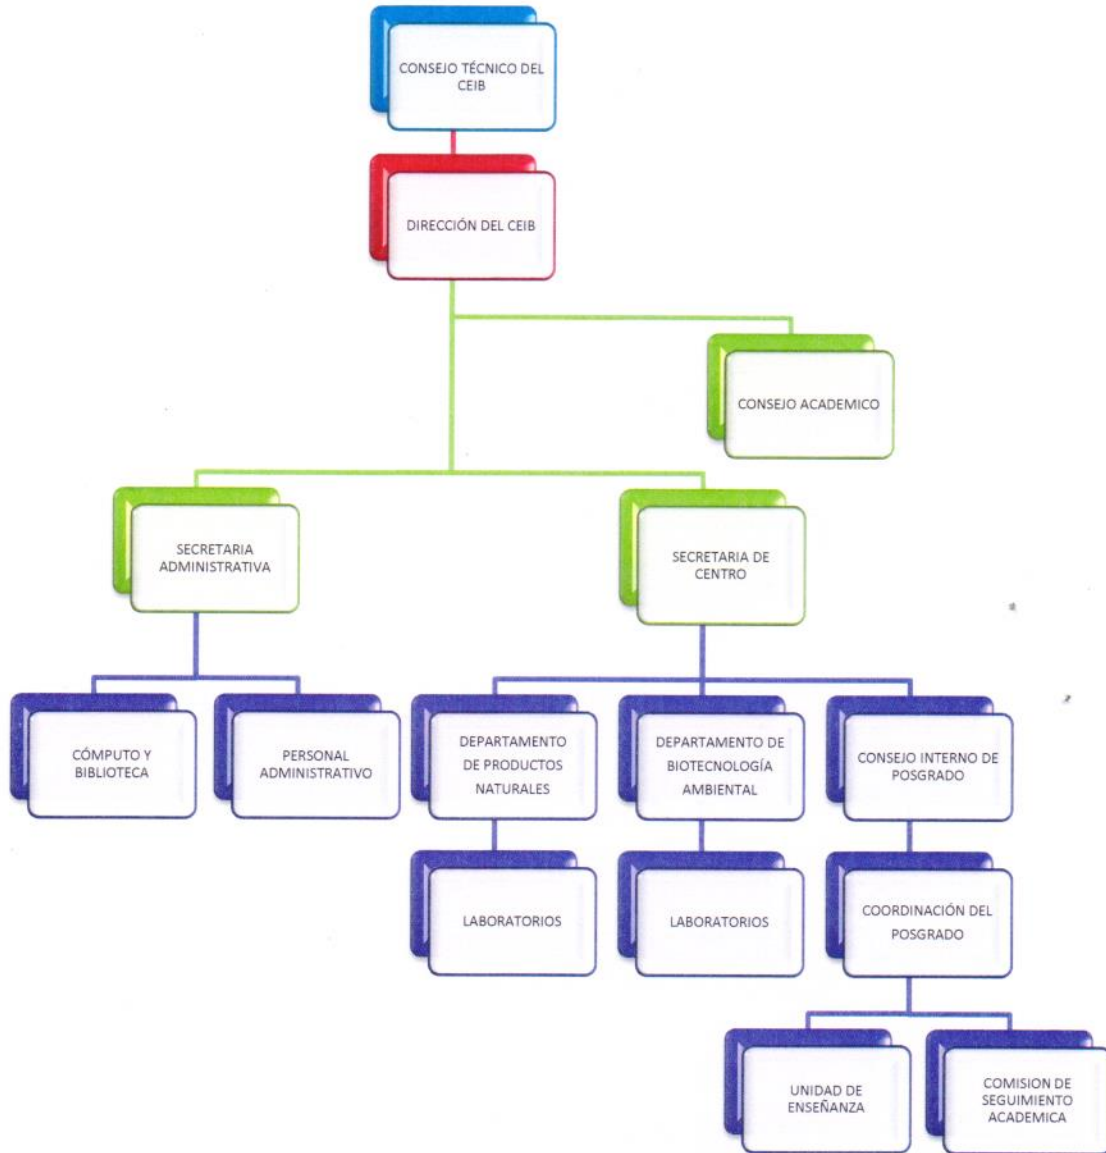 CONSEJO TÉCNICO DEL
CEIB
DIRECCIÓN DEL CEIB
CONSEJO ACADEMICO
SECRETARIA
ADMINISTRATIVA
SECRETARIA DE
CENTRO
CÓMPUTO Y
BIBLIOTECA
PERSONAL
ADMINISTRATIVO
DEPARTAMENTO
DE PRODUCTOS
NATURALES
DEPARTAMENTO DE
BIOTECNOLOGÍA
AMBIENTAL
CONSEJO INTERNO DE
POSGRADO
LABORATORIOS
LABORATORIOS
COORDINACIÓN DEL
POSGRADO
UNIDAD DE
ENSEÑANZA
COMISION DE
SEGUIMIENTO
ACADEMICA